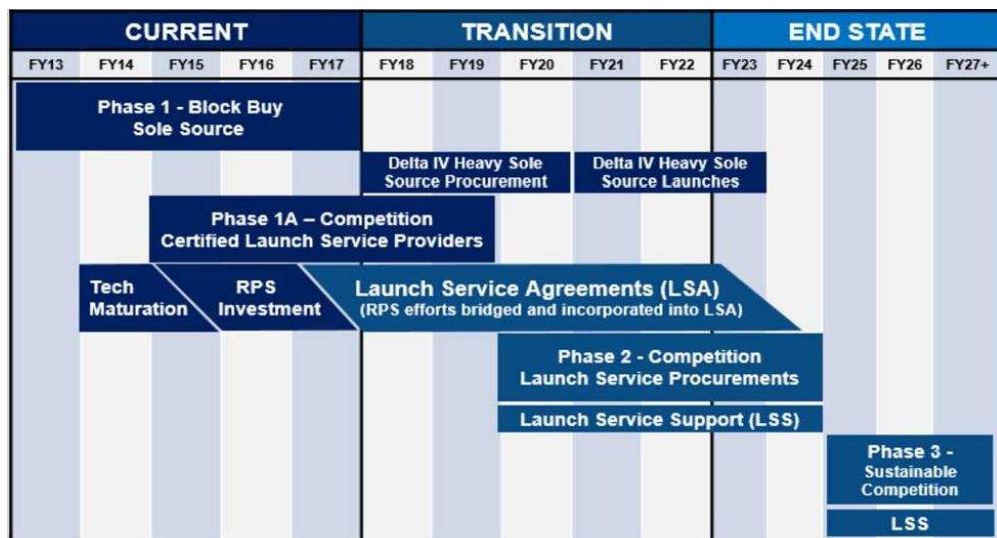 CURRENT TRANSITION END STATE
FY13 FY14 FY15 FY16 FY17 FY18 FY19 FY20 FY21 FY22 FY23 FY24 FY25 FY26 FY27+
Phase 1 - Block Buy
Sole Source
Delta IV Heavy Sole
Source Procurement
Delta IV Heavy Sole
Source Launches
Phase 1A – Competition
Certified Launch Service Providers
Tech
Maturation
RPS
Investment
Launch Service Agreements (LSA)
(RPS efforts bridged and incorporated into LSA)
Phase 2 - Competition
Launch Service Procurements
Launch Service Support (LSS)
Phase 3 -
Sustainable
Competition
LSS